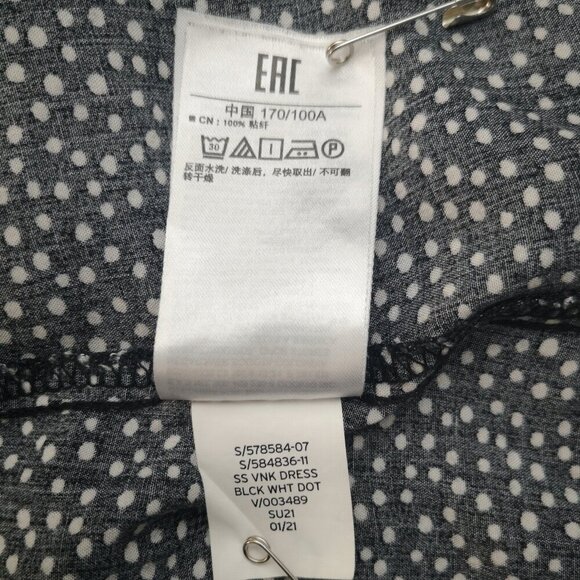 EAC
中国 170/100A
CN : 100% 粘纤
30 P
反面水洗/ 洗涤后，尽快取出/ 不可翻
转干燥
S/578584-07
S/584836-11
SS VNK DRESS
BLCK WHT DOT
V/003489
SU21
01/21